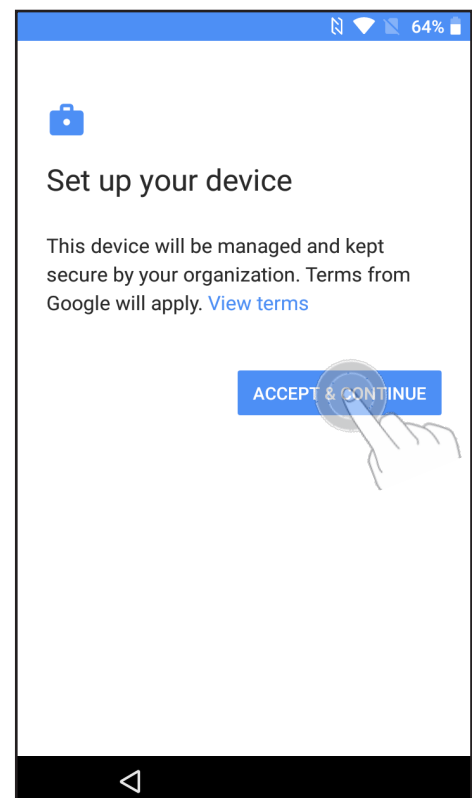 64%
Set up your device
This device will be managed and kept
secure by your organization. Terms from
Google will apply. View terms
ACCEPT & CONTINUE